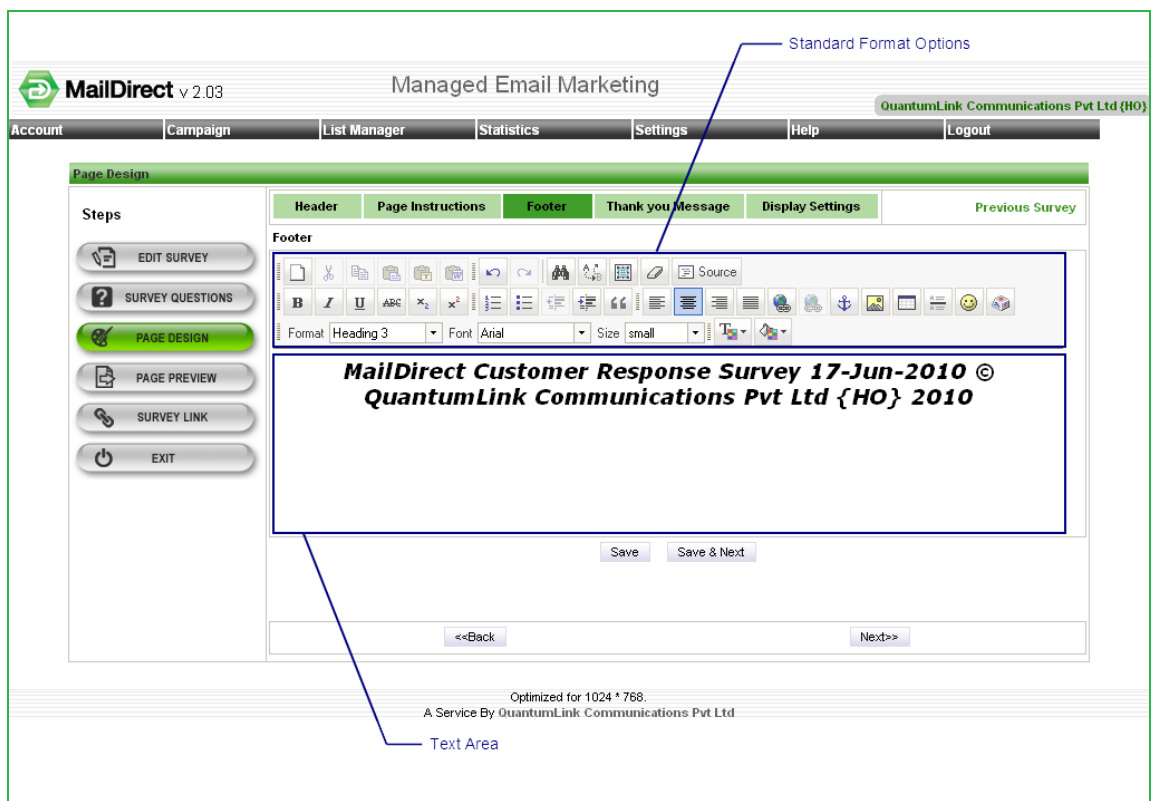 Standard Format Options
MailDirect v 2.03
Managed Email Marketing
QuantumLink Communications Pvt Ltd {HO}
Account Campaign List Manager Statistics Settings Help Logout
Page Design
Steps
EDIT SURVEY
SURVEY QUESTIONS
PAGE DESIGN
PAGE PREVIEW
SURVEY LINK
EXIT
Header Page Instructions Footer Thank you Message Display Settings Previous Survey
Footer
Source
B I U ABC ×₂ x²
Format Heading 3 Font Arial Size small
MailDirect Customer Response Survey 17-Jun-2010 ©
QuantumLink Communications Pvt Ltd {HO} 2010
Save Save & Next
<<Back Next>>
Optimized for 1024 * 768.
A Service By QuantumLink Communications Pvt Ltd
Text Area